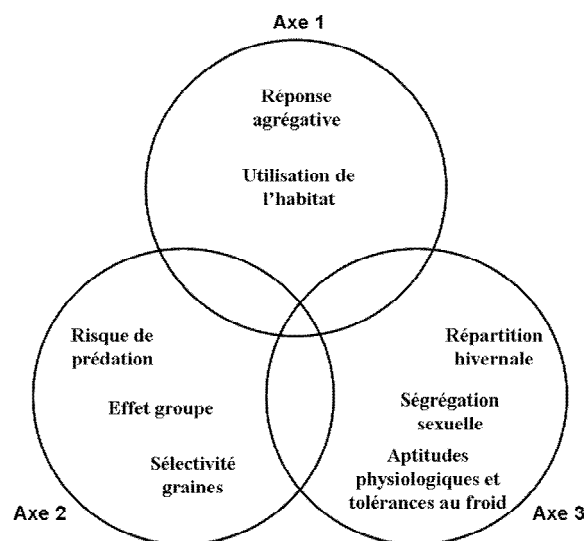 Axe 1
Réponse
agrégative
Utilisation de
l'habitat
Risque de
prédation
Effet groupe
Sélectivité
graines
Axe 2
Répartition
hivernale
Ségrégation
sexuelle
Aptitudes
physiologiques et
tolérances au froid
Axe 3